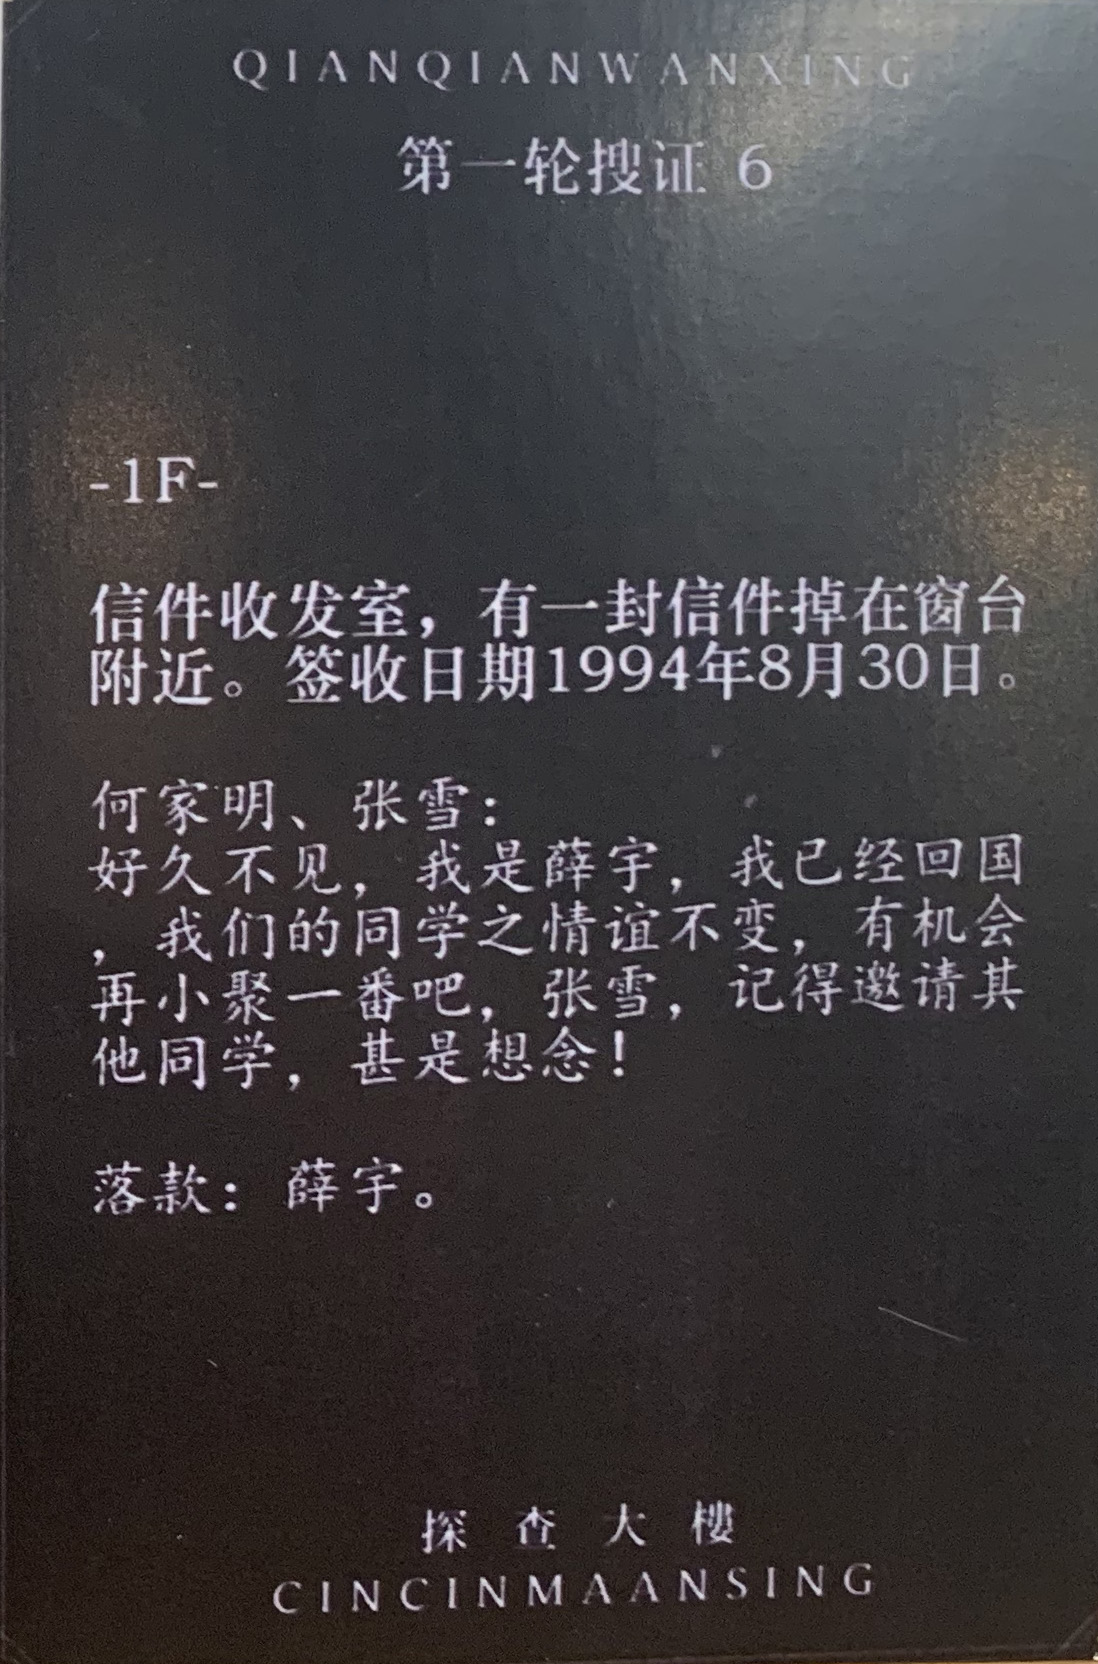 QIANQIANWANXING
第一轮搜证 6
-1F-
信件收发室，有一封信件掉在窗台
附近。签收日期1994年8月30日。
何家明、张雪：
好久不见，我是薛宇，我已经回国
，我们的同学之情谊不变，有机会
再小聚一番吧，张雪，记得邀请其
他同学，甚是想念！
落款：薛宇。
探查大樓
CINCINMAANSING